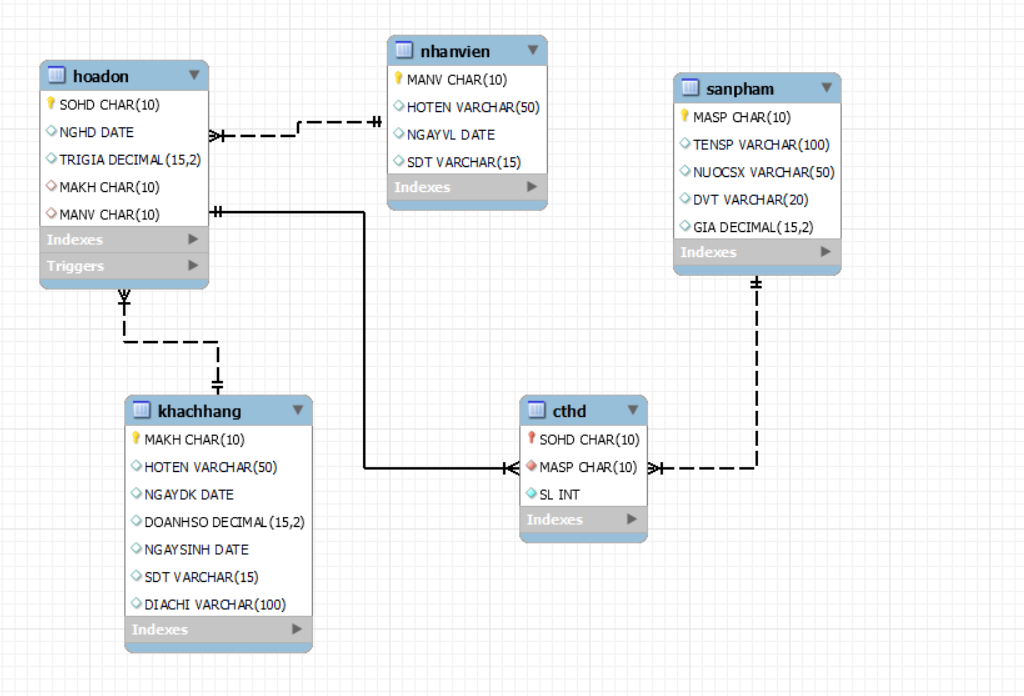 hoadon
SOHD CHAR(10)
NGHD DATE
TRIGIA DECIMAL(15,2)
MAKH CHAR(10)
MANV CHAR(10)
Indexes
Triggers
nhanvien
MANV CHAR(10)
HOTEN VARCHAR(50)
NGAYVL DATE
SDT VARCHAR(15)
Indexes
sanpham
MASP CHAR(10)
TENSP VARCHAR(100)
NUOCSX VARCHAR(50)
DVT VARCHAR(20)
GIA DECIMAL(15,2)
Indexes
khachhang
MAKH CHAR(10)
HOTEN VARCHAR(50)
NGAYDK DATE
DOANHSO DECIMAL(15,2)
NGAYSINH DATE
SDT VARCHAR(15)
DIACHI VARCHAR(100)
Indexes
cthd
SOHD CHAR(10)
MASP CHAR(10)
SL INT
Indexes